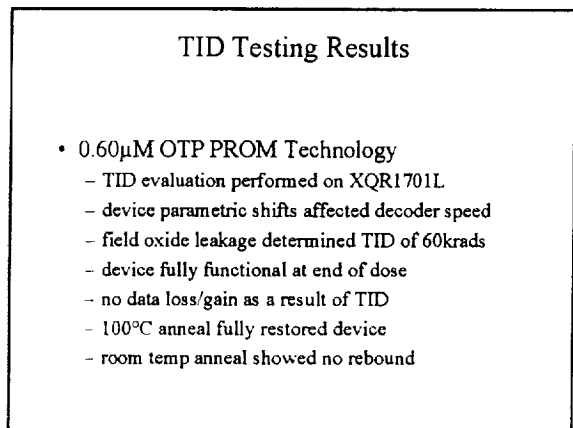 TID Testing Results
• 0.60µM OTP PROM Technology
– TID evaluation performed on XQR1701L
– device parametric shifts affected decoder speed
– field oxide leakage determined TID of 60krads
– device fully functional at end of dose
– no data loss/gain as a result of TID
– 100°C anneal fully restored device
– room temp anneal showed no rebound